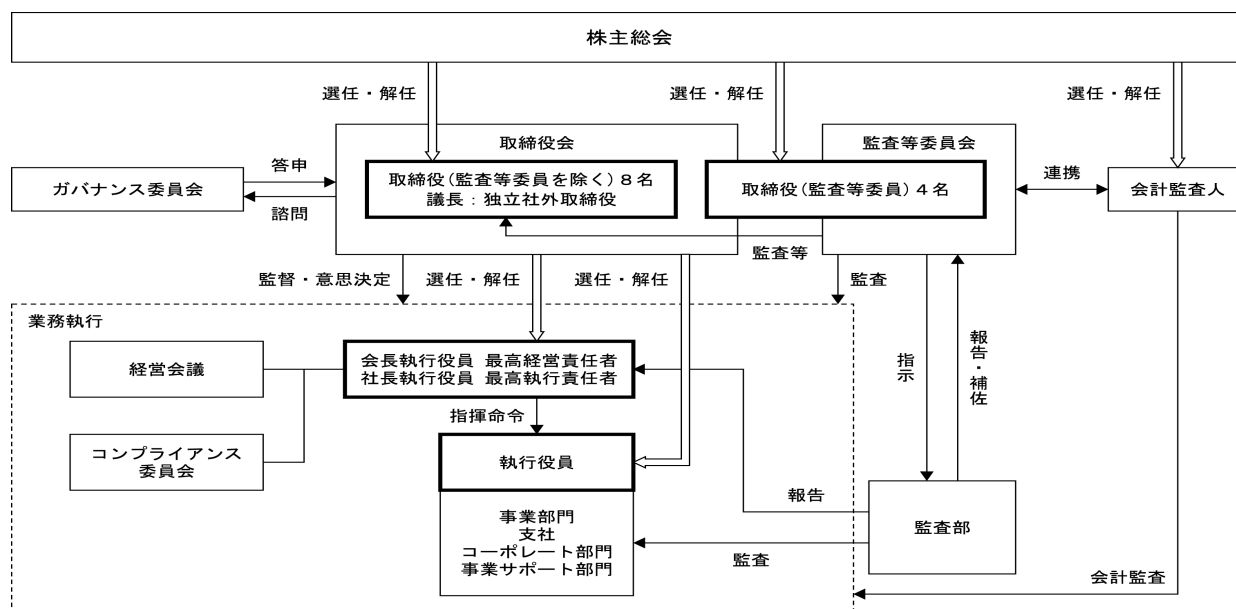 株主総会
選任・解任
選任・解任
選任・解任
取締役会
監査等委員会
ガバナンス委員会
答申
諮問
取締役(監査等委員を除く)8名
議長:独立社外取締役
取締役(監査等委員)4名
連携
会計監査人
監査等
監督・意思決定
選任・解任
選任・解任
監査
業務執行
経営会議
会長執行役員 最高経営責任者
社長執行役員 最高執行責任者
指示
報告・補佐
指揮命令
コンプライアンス
委員会
執行役員
事業部門
支社
コーポレート部門
事業サポート部門
報告
監査部
監査
会計監査